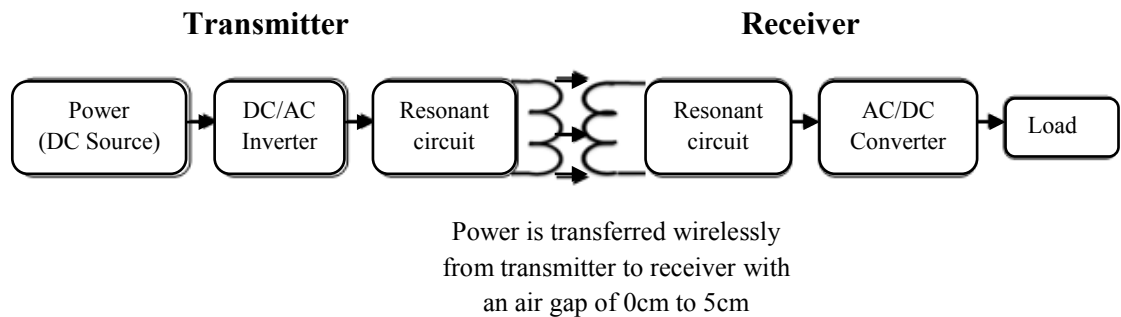 Transmitter
Receiver
Power
(DC Source)
DC/AC
Inverter
Resonant
circuit
Resonant
circuit
AC/DC
Converter
Load
Power is transferred wirelessly
from transmitter to receiver with
an air gap of 0cm to 5cm